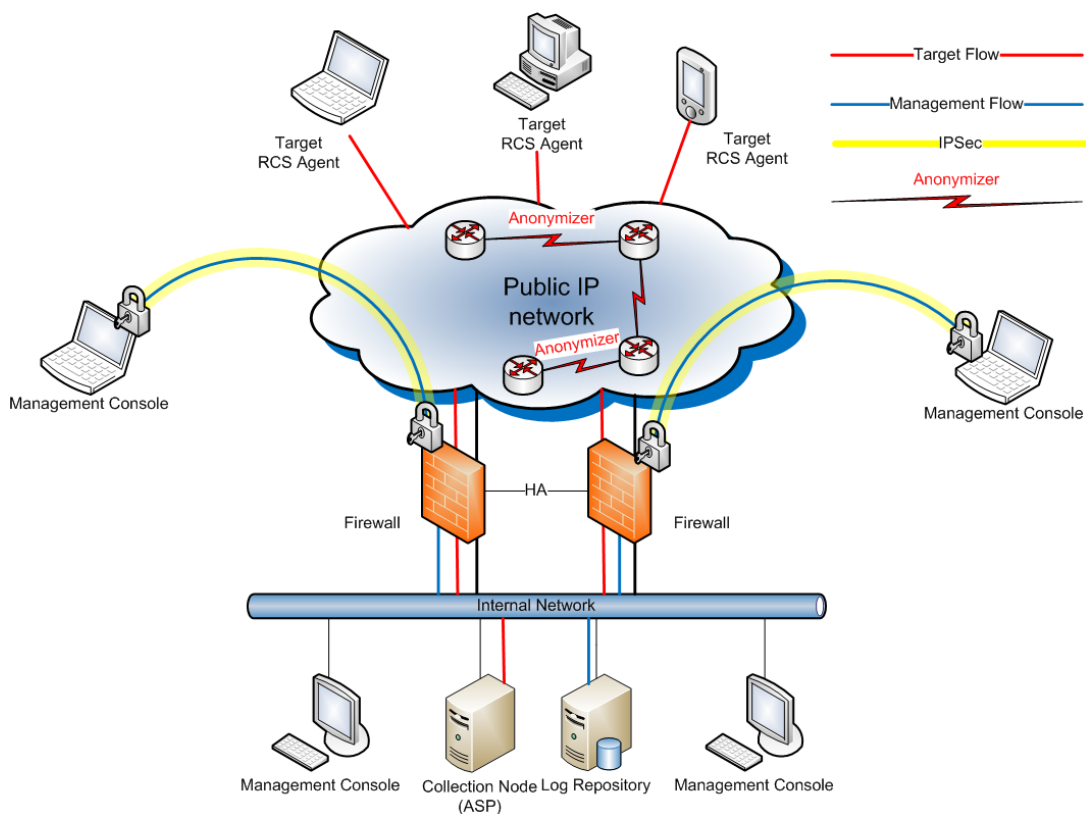 Target Flow
Management Flow
IPSec
Anonymizer
Target
RCS Agent
Target
RCS Agent
Target
RCS Agent
Anonymizer
Public IP
network
Anonymizer
Management Console
Management Console
HA
Firewall
Firewall
Internal Network
Management Console
Collection Node
(ASP)
Log Repository
Management Console